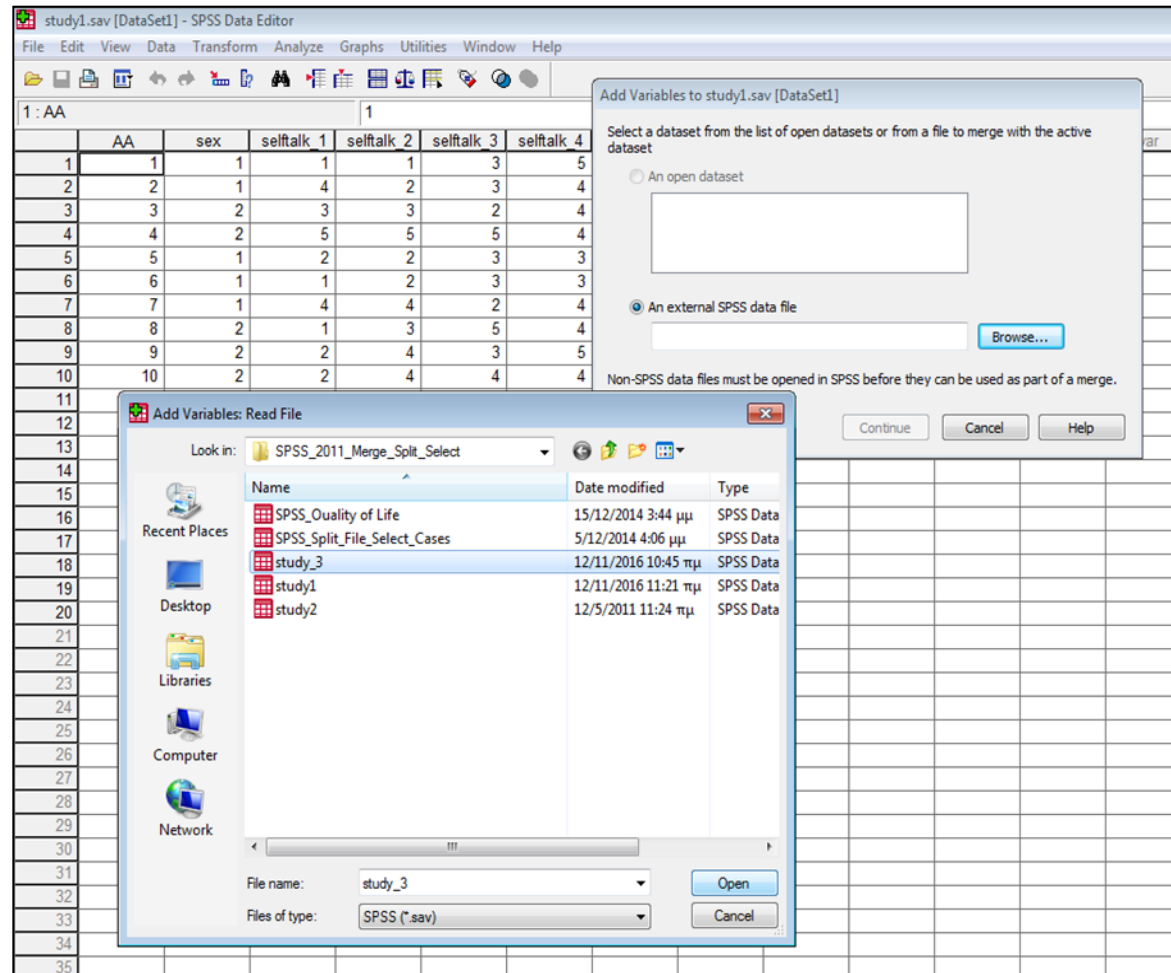 study1.sav [DataSet1] - SPSS Data Editor
File Edit View Data Transform Analyze Graphs Utilities Window Help
1 : AA 1
AA sex selftalk_1 selftalk_2 selftalk_3 selftalk_4 var
1 1 1 1 1 3 5
2 2 1 4 2 3 4
3 3 2 3 3 2 4
4 4 2 5 5 5 4
5 5 1 2 2 3 3
6 6 1 1 2 3 3
7 7 1 4 4 2 4
8 8 2 1 3 5 4
9 9 2 2 4 3 5
10 10 2 2 4 4 4
11
12
13
14
15
16
17
18
19
20
21
22
23
24
25
26
27
28
29
30
31
32
33
34
35
Add Variables to study1.sav [DataSet1]
Select a dataset from the list of open datasets or from a file to merge with the active
dataset
An open dataset
An external SPSS data file
Browse...
Non-SPSS data files must be opened in SPSS before they can be used as part of a merge.
Continue Cancel Help
Add Variables: Read File
Look in: SPSS_2011_Merge_Split_Select
Recent Places
Desktop
Libraries
Computer
Network
Name Date modified Type
SPSS_Ouality of Life 15/12/2014 3:44 μμ SPSS Data
SPSS_Split_File_Select_Cases 5/12/2014 4:06 μμ SPSS Data
study_3 12/11/2016 10:45 πμ SPSS Data
study1 12/11/2016 11:21 πμ SPSS Data
study2 12/5/2011 11:24 πμ SPSS Data
File name: study_3 Open
Files of type: SPSS (*.sav) Cancel